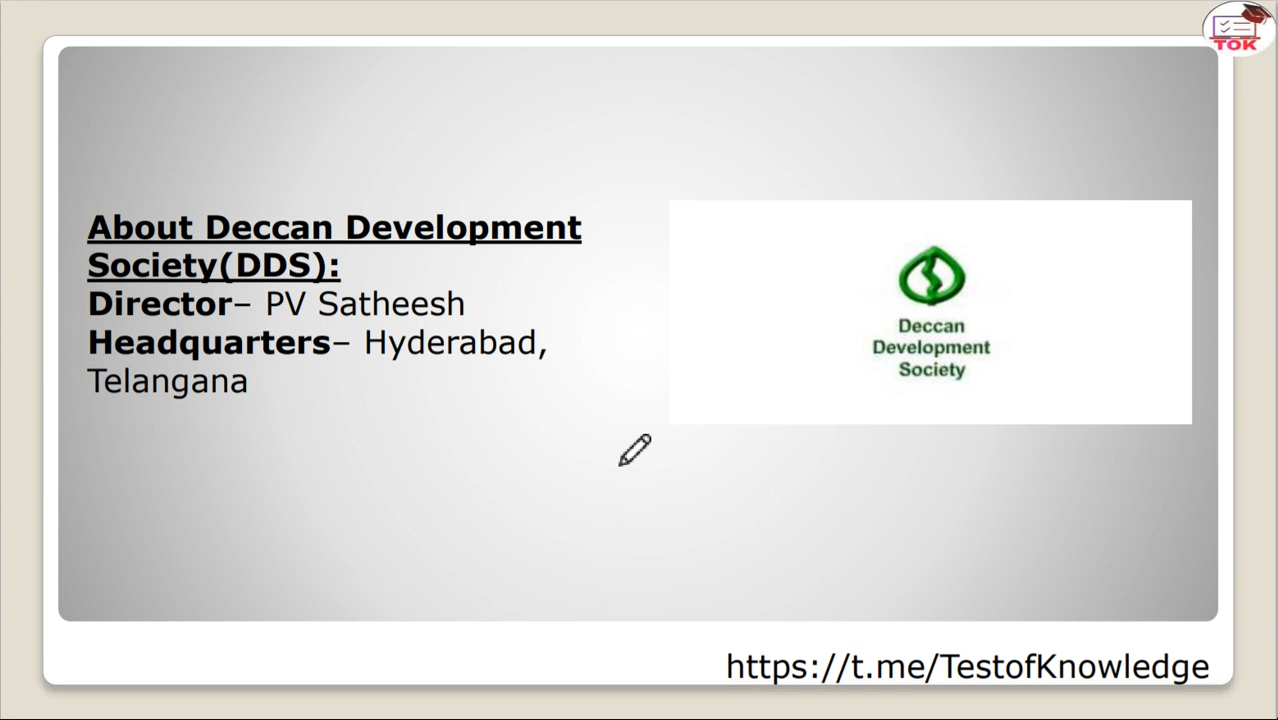 TOK
About Deccan Development
Society(DDS):
Director– PV Satheesh
Headquarters– Hyderabad,
Telangana
Deccan
Development
Society
https://t.me/TestofKnowledge